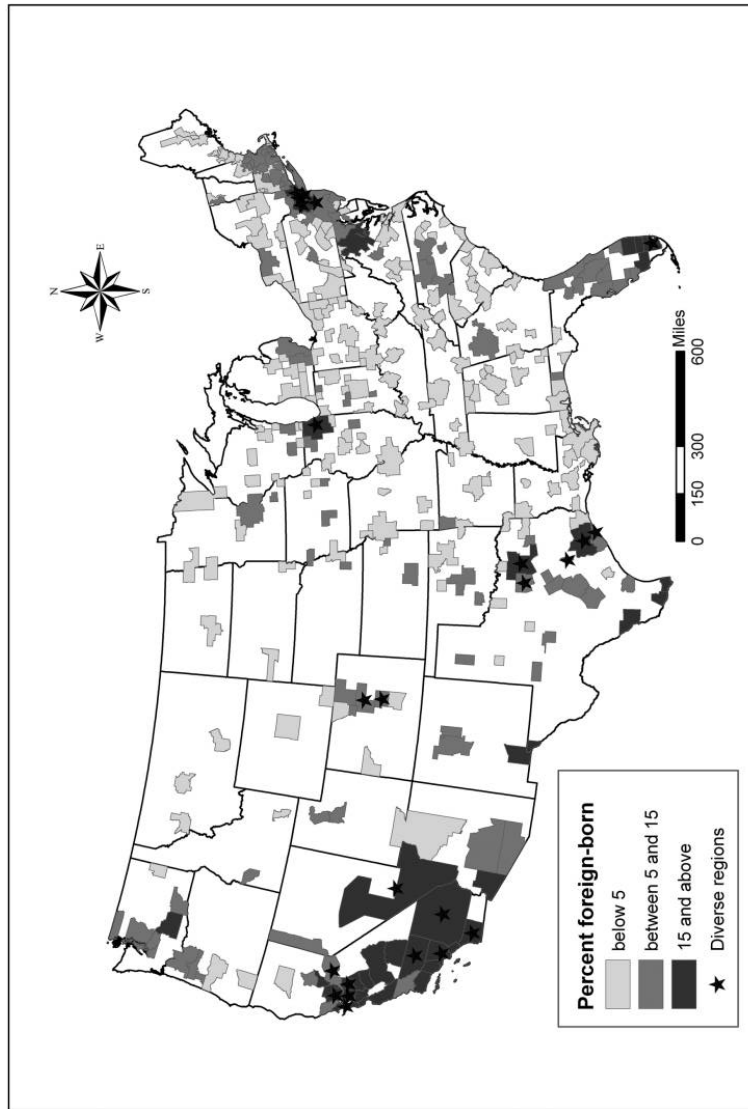 N
W
E
S
Miles
0
150
300
600
Percent foreign-born
below 5
between 5 and 15
15 and above
Diverse regions